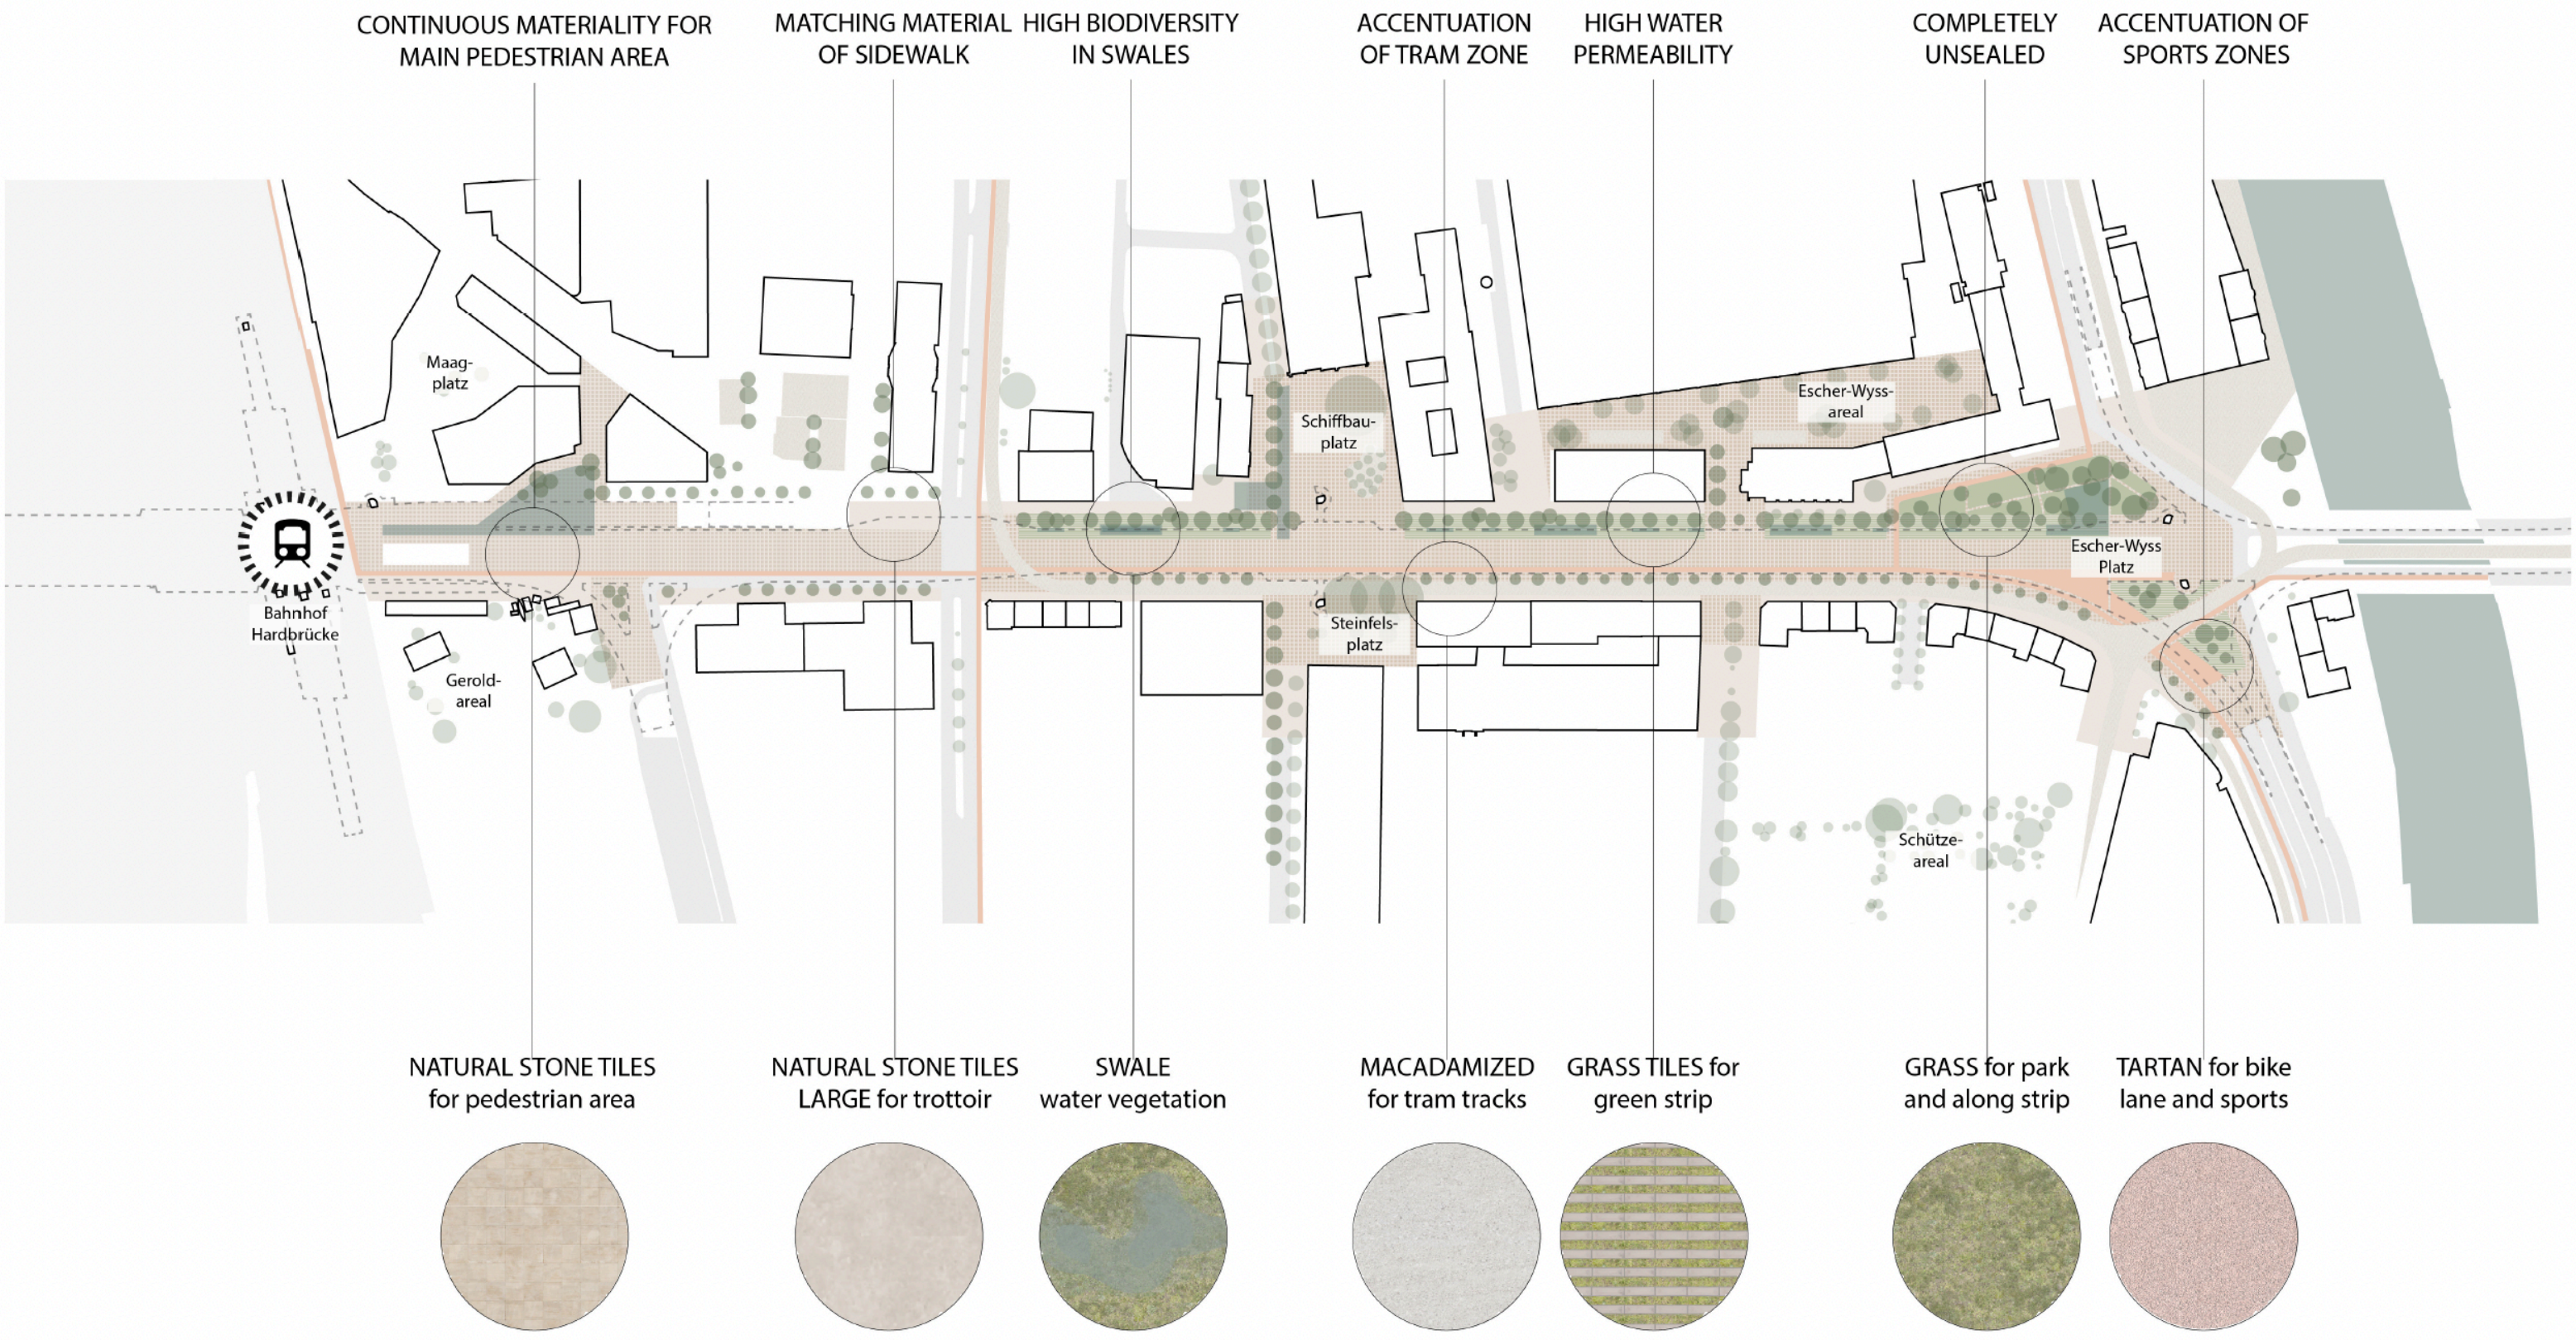 CONTINUOUS MATERIALITY FOR
MAIN PEDESTRIAN AREA
MATCHING MATERIAL
OF SIDEWALK
HIGH BIODIVERSITY
IN SWALES
ACCENTUATION
OF TRAM ZONE
HIGH WATER
PERMEABILITY
COMPLETELY
UNSEALED
ACCENTUATION OF
SPORTS ZONES
Maag-
platz
Schiffbau-
platz
Escher-Wyss-
areal
Escher-Wyss
Platz
Bahnhof
Hardbrücke
Steinfels-
platz
Gerold-
areal
Schütze-
areal
NATURAL STONE TILES
for pedestrian area
NATURAL STONE TILES
LARGE for trottoir
SWALE
water vegetation
MACADAMIZED
for tram tracks
GRASS TILES for
green strip
GRASS for park
and along strip
TARTAN for bike
lane and sports